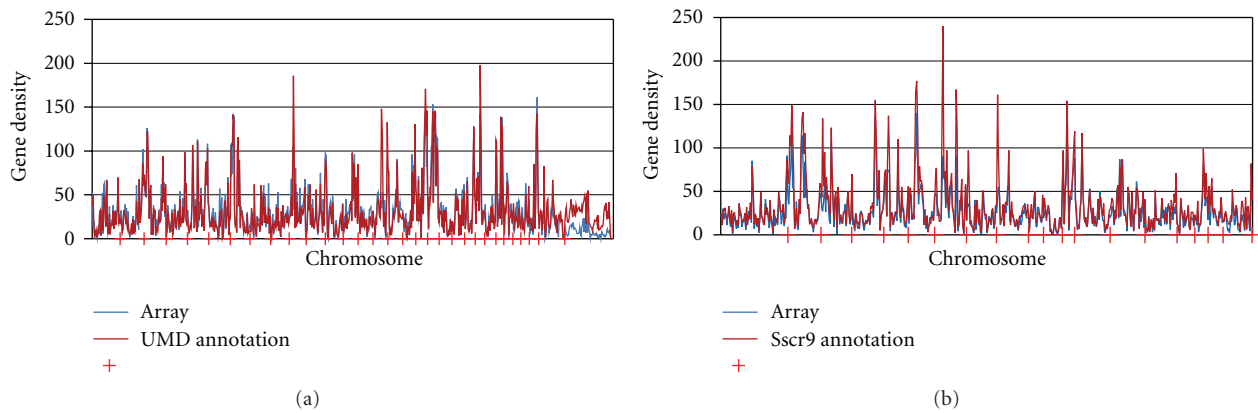 250
200
150
100
50
0
Gene density
Chromosome
Array
UMD annotation
(a)
250
200
150
100
50
0
Gene density
Chromosome
Array
Sscr9 annotation
(b)